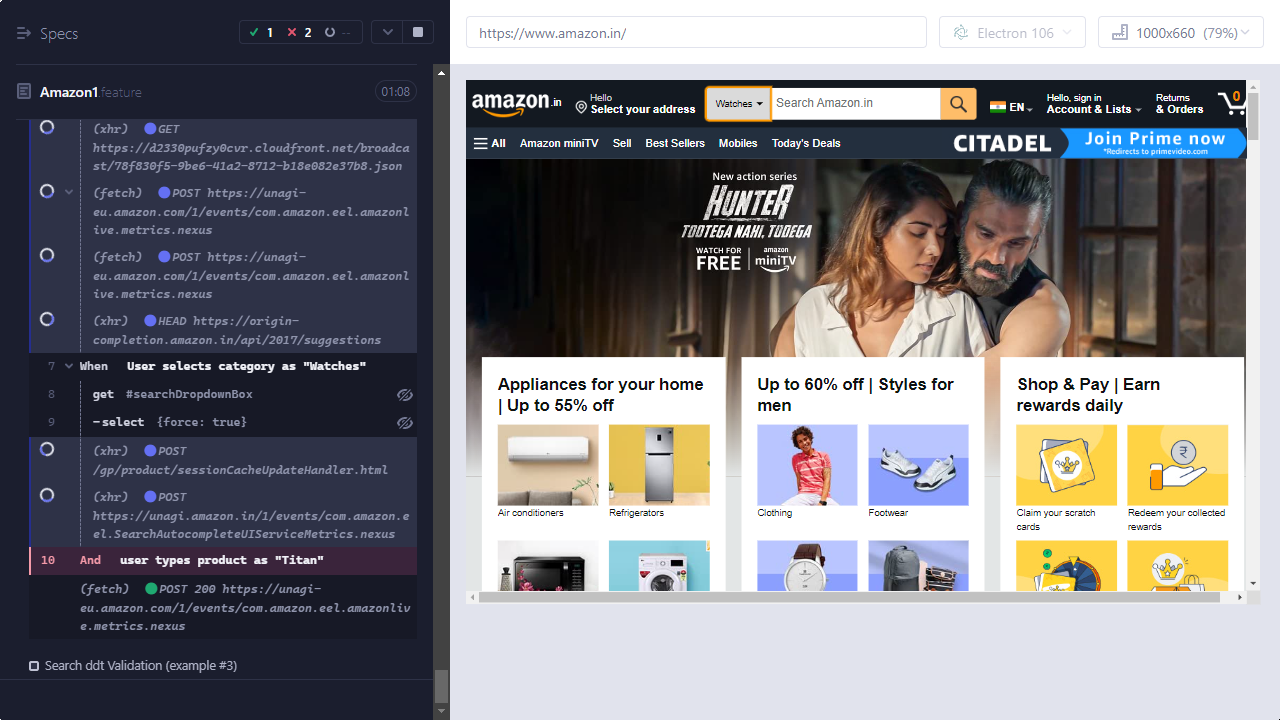 Specs
1
2
--
https://www.amazon.in/
Electron 106
1000x660 (79%)
Amazon1.feature
01:08
(xhr) GET
https://d2330pufzy0cvr.cloudfront.net/broadca
st/78f830f5-9be6-41a2-8712-b18e082e37b8.json
(fetch) POST https://unagi-
eu.amazon.com/1/events/com.amazon.eel.amazonl
ive.metrics.nexus
(fetch) POST https://unagi-
eu.amazon.com/1/events/com.amazon.eel.amazonl
ive.metrics.nexus
(xhr) HEAD https://origin-
completion.amazon.in/api/2017/suggestions
7 When User selects category as "Watches"
8 get #searchDropdownBox
9 -select {force: true}
(xhr) POST
/gp/product/sessionCacheUpdateHandler.html
(xhr) POST
https://unagi.amazon.in/1/events/com.amazon.e
el.SearchAutocompleteUIServiceMetrics.nexus
10 And user types product as "Titan"
(fetch) POST 200 https://unagi-
eu.amazon.com/1/events/com.amazon.eel.amazonliv
e.metrics.nexus
Search ddt Validation (example #3)
amazon.in
Hello
Select your address
Watches
Search Amazon.in
EN
Hello, sign in
Account & Lists
Returns
& Orders
0
All
Amazon miniTV
Sell
Best Sellers
Mobiles
Today's Deals
CITADEL
Join Prime now
*Redirects to primevideo.com
New action series
HUNTER
TOOTEGA NAHI, TODEGA
WATCH FOR
FREE
amazon
miniTV
Appliances for your home
| Up to 55% off
Air conditioners
Refrigerators
Up to 60% off | Styles for
men
Clothing
Footwear
Shop & Pay | Earn
rewards daily
Claim your scratch
cards
Redeem your collected
rewards